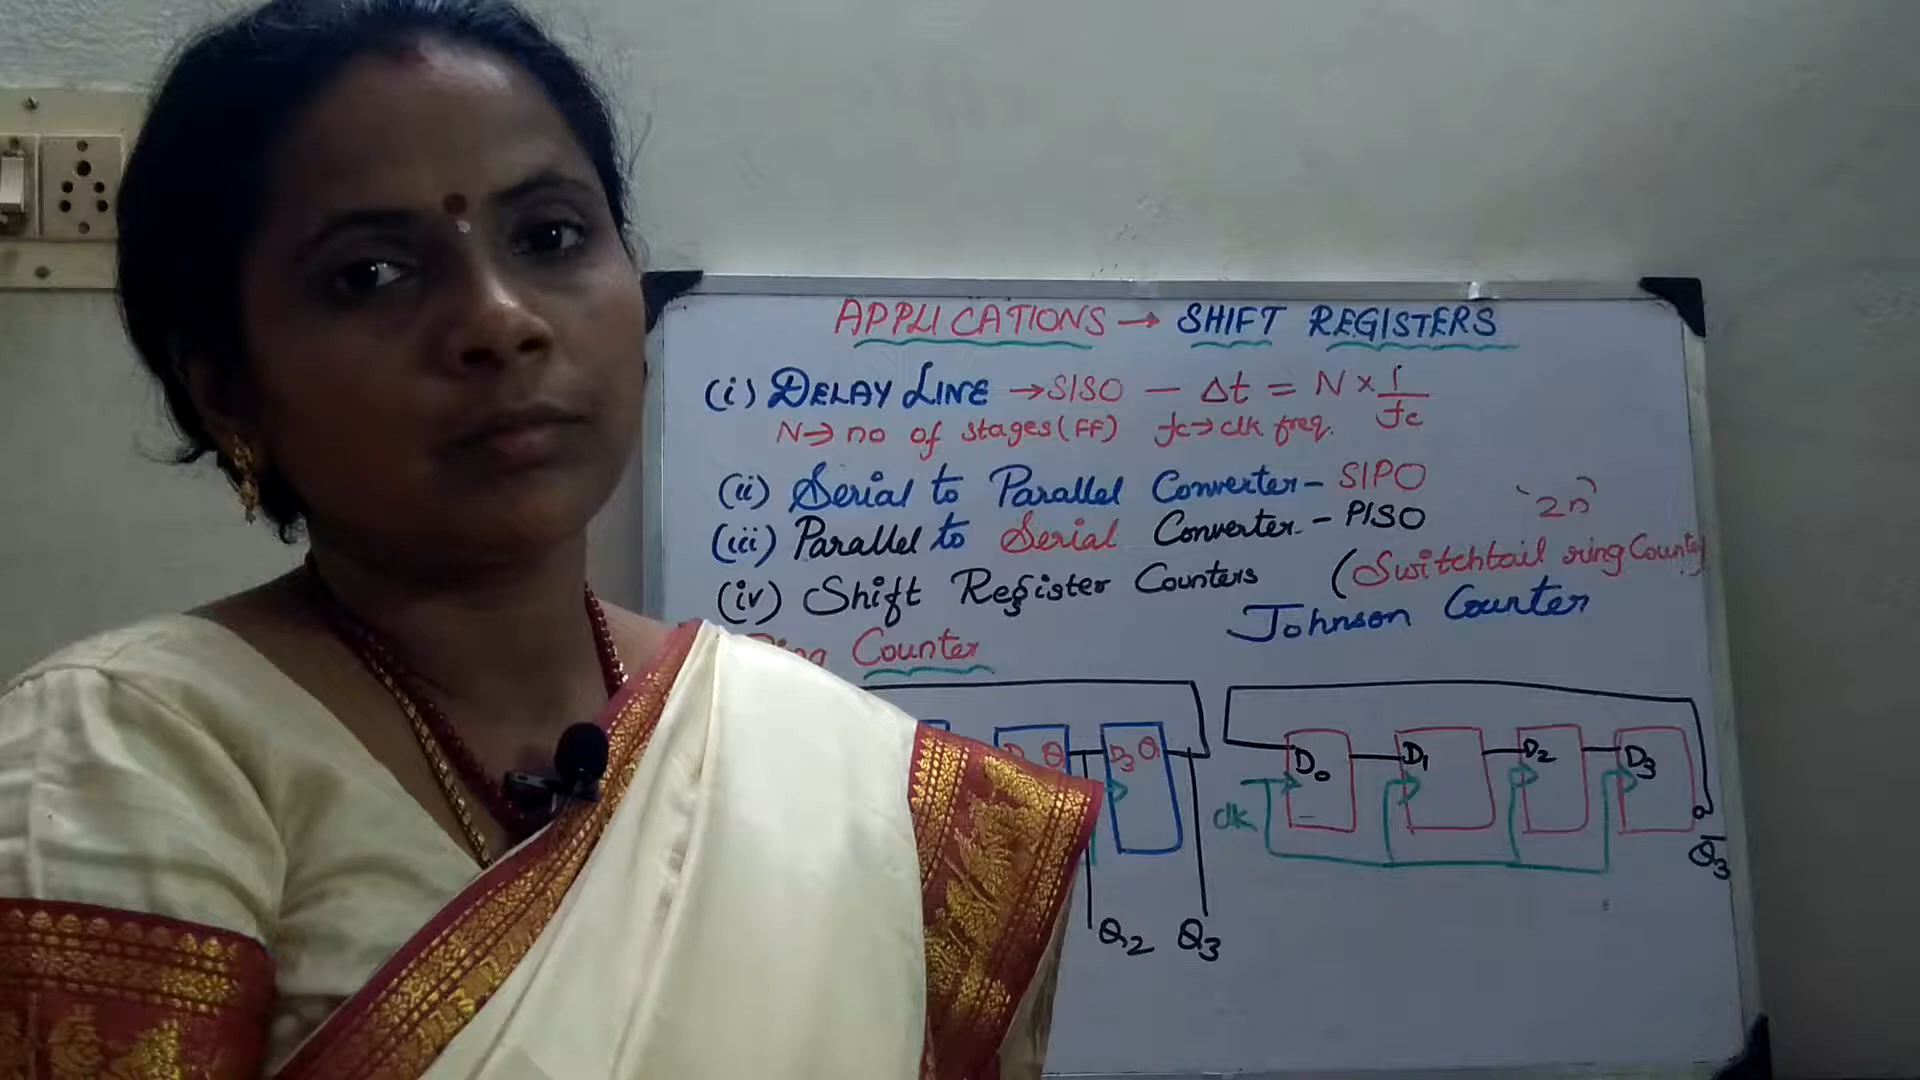 APPLICATIONS → SHIFT REGISTERS
(i) DELAY LINE → SISO — Δt = N × 1/fc
N → no of stages (FF) fc → clk freq.
(ii) Serial to Parallel Converter - SIPO
(iii) Parallel to Serial Converter - PISO
'2n'
(iv) Shift Register Counters
(Switchtail ring Counter
Johnson Counter
Counter
Q D3 Q
D0 D1 D2 D3
clk
Q̅3
Q2 Q3